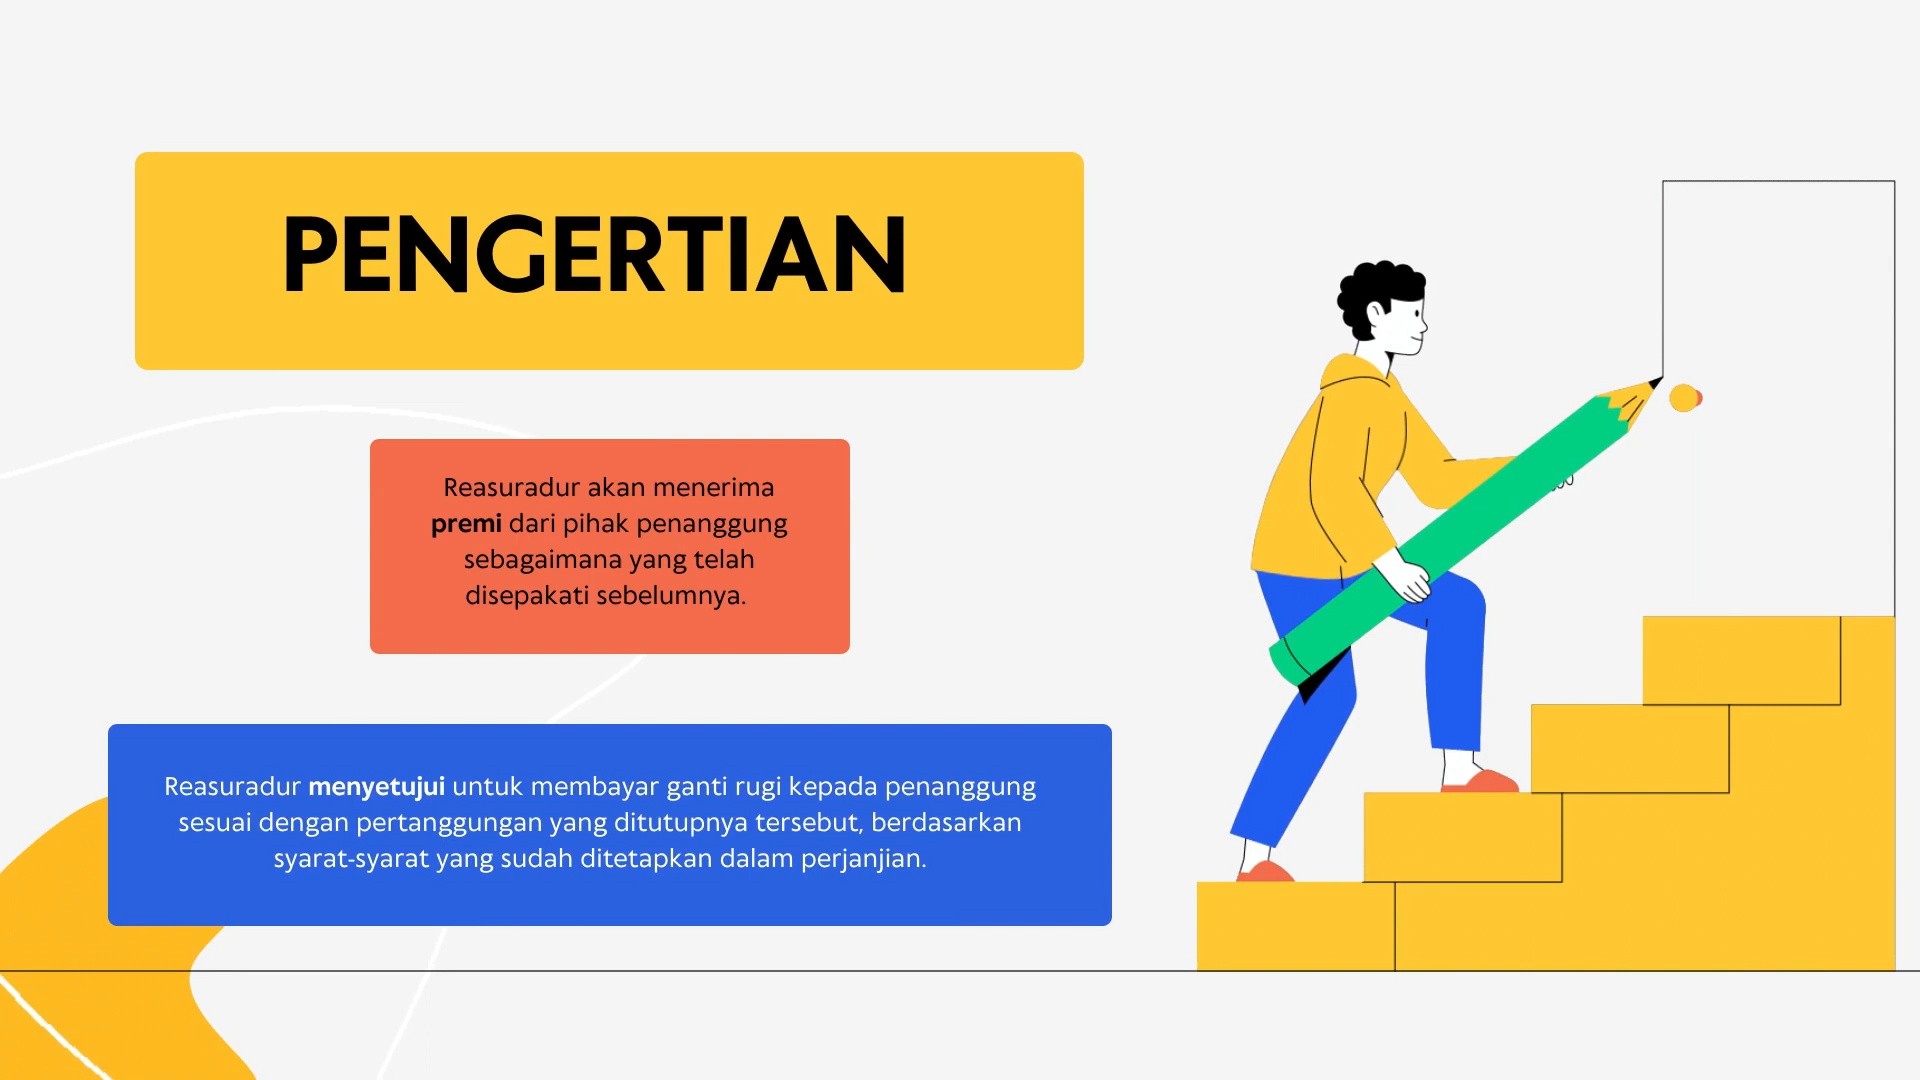 PENGERTIAN
Reasuradur akan menerima
premi dari pihak penanggung
sebagaimana yang telah
disepakati sebelumnya.
Reasuradur menyetujui untuk membayar ganti rugi kepada penanggung
sesuai dengan pertanggungan yang ditutupnya tersebut, berdasarkan
syarat-syarat yang sudah ditetapkan dalam perjanjian.